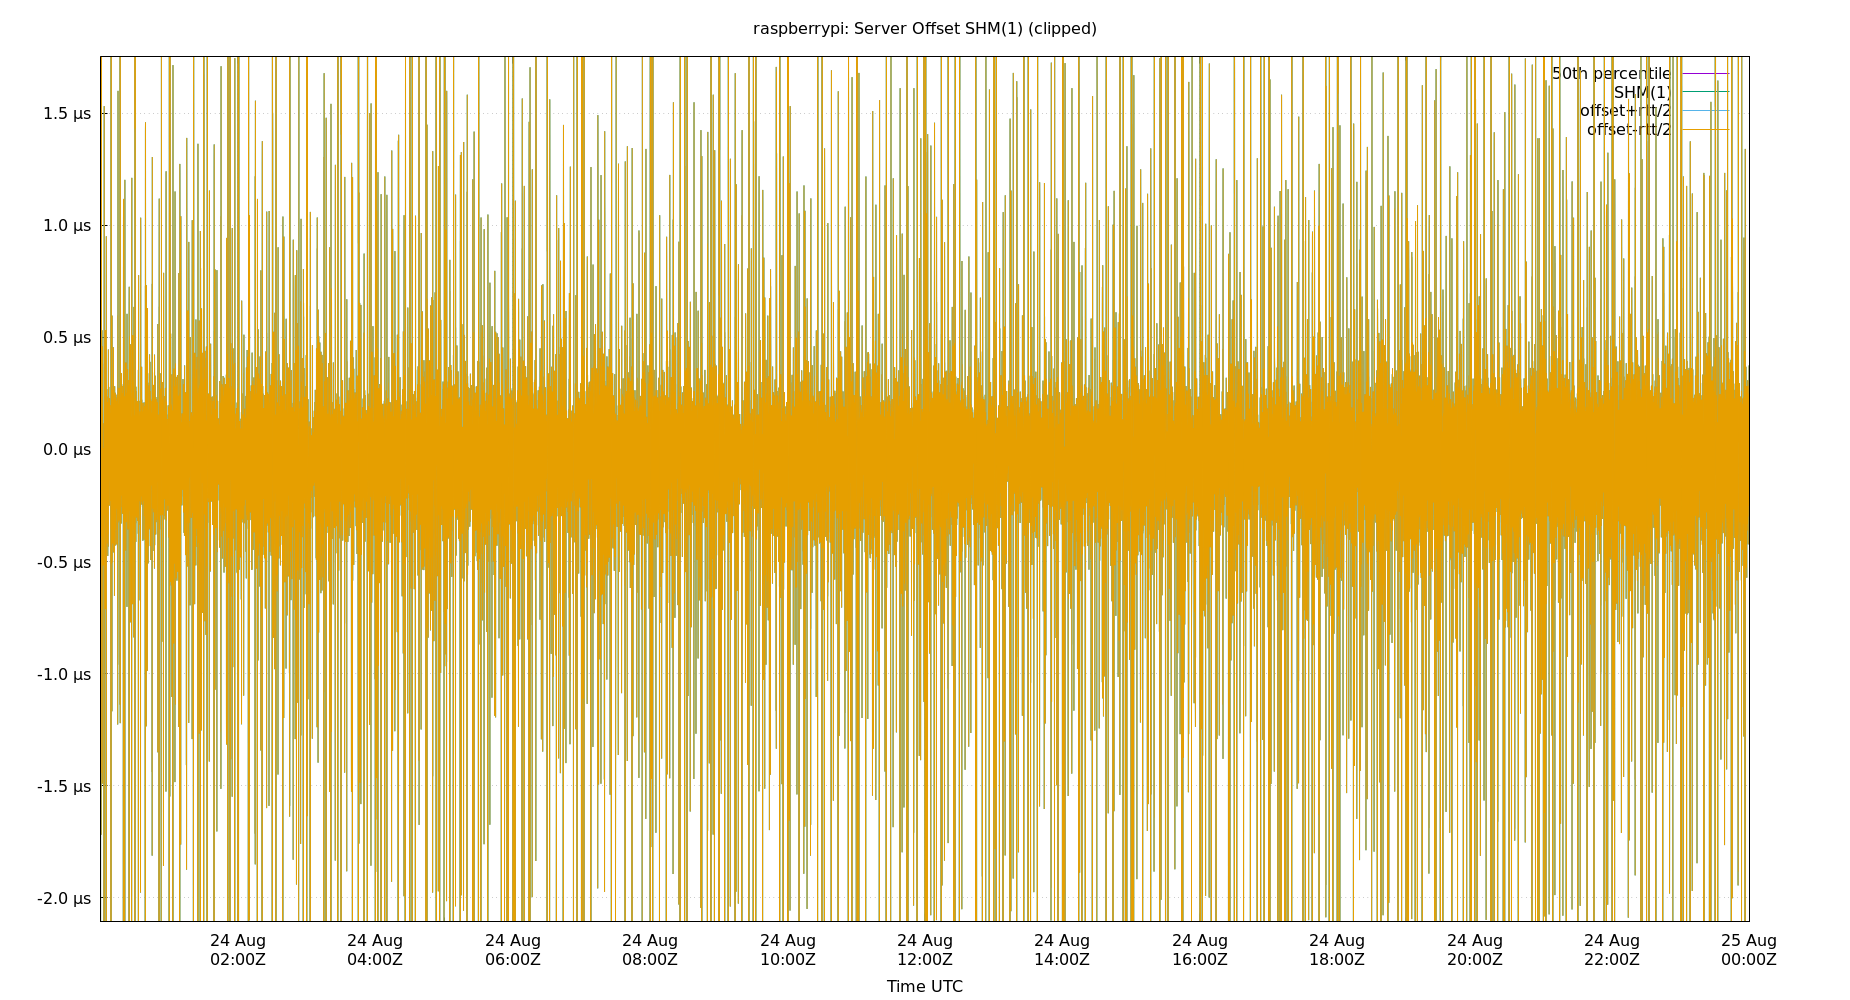 raspberrypi: Server Offset SHM(1) (clipped)
50th percentile
SHM(1)
offset+rtt/2
offset-rtt/2
1.5 µs
1.0 µs
0.5 µs
0.0 µs
-0.5 µs
-1.0 µs
-1.5 µs
-2.0 µs
24 Aug 24 Aug 24 Aug 24 Aug 24 Aug 24 Aug 24 Aug 24 Aug 24 Aug 24 Aug 24 Aug 25 Aug
02:00Z 04:00Z 06:00Z 08:00Z 10:00Z 12:00Z 14:00Z 16:00Z 18:00Z 20:00Z 22:00Z 00:00Z
Time UTC